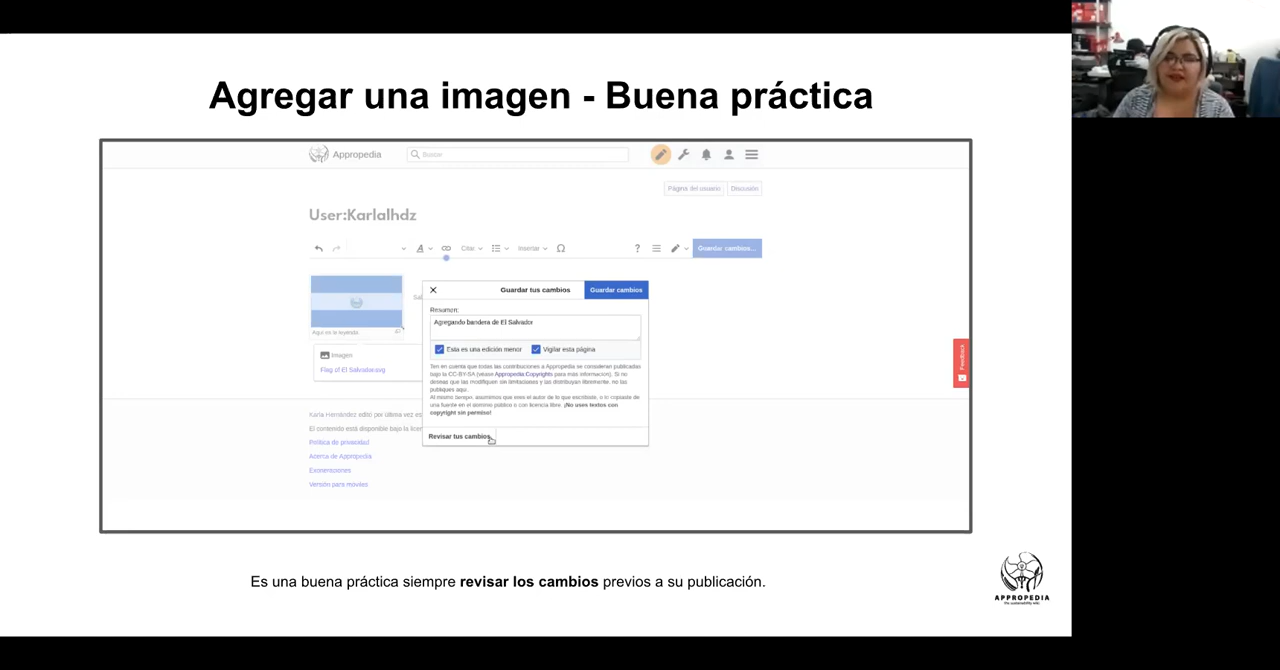 Agregar una imagen - Buena práctica
Appropedia
Buscar
Página del usuario
Discusión
User:Karlalhdz
A
Citar
Insertar
Ω
?
Guardar cambios...
Aquí es la leyenda
Imagen
Flag of El Salvador.svg
Guardar tus cambios
Guardar cambios
Resumen:
Agregando bandera de El Salvador
Esta es una edición menor
Vigilar esta página
Ten en cuenta que todas las contribuciones a Appropedia se consideran publicadas
bajo la CC-BY-SA (véase Appropedia:Copyrights para más información). Si no
deseas que las modifiquen sin limitaciones y las distribuyan libremente, no las
publiques aquí.
Al mismo tiempo, asumimos que eres el autor de lo que escribiste, o lo copiaste de
una fuente en el dominio público o con licencia libre. ¡No uses textos con
copyright sin permiso!
Revisar tus cambios
Karla Hernández editó por última vez es
El contenido está disponible bajo la licen
Política de privacidad
Acerca de Appropedia
Exoneraciones
Versión para móviles
Feedback
Es una buena práctica siempre revisar los cambios previos a su publicación.
APPROPEDIA
the sustainability wiki